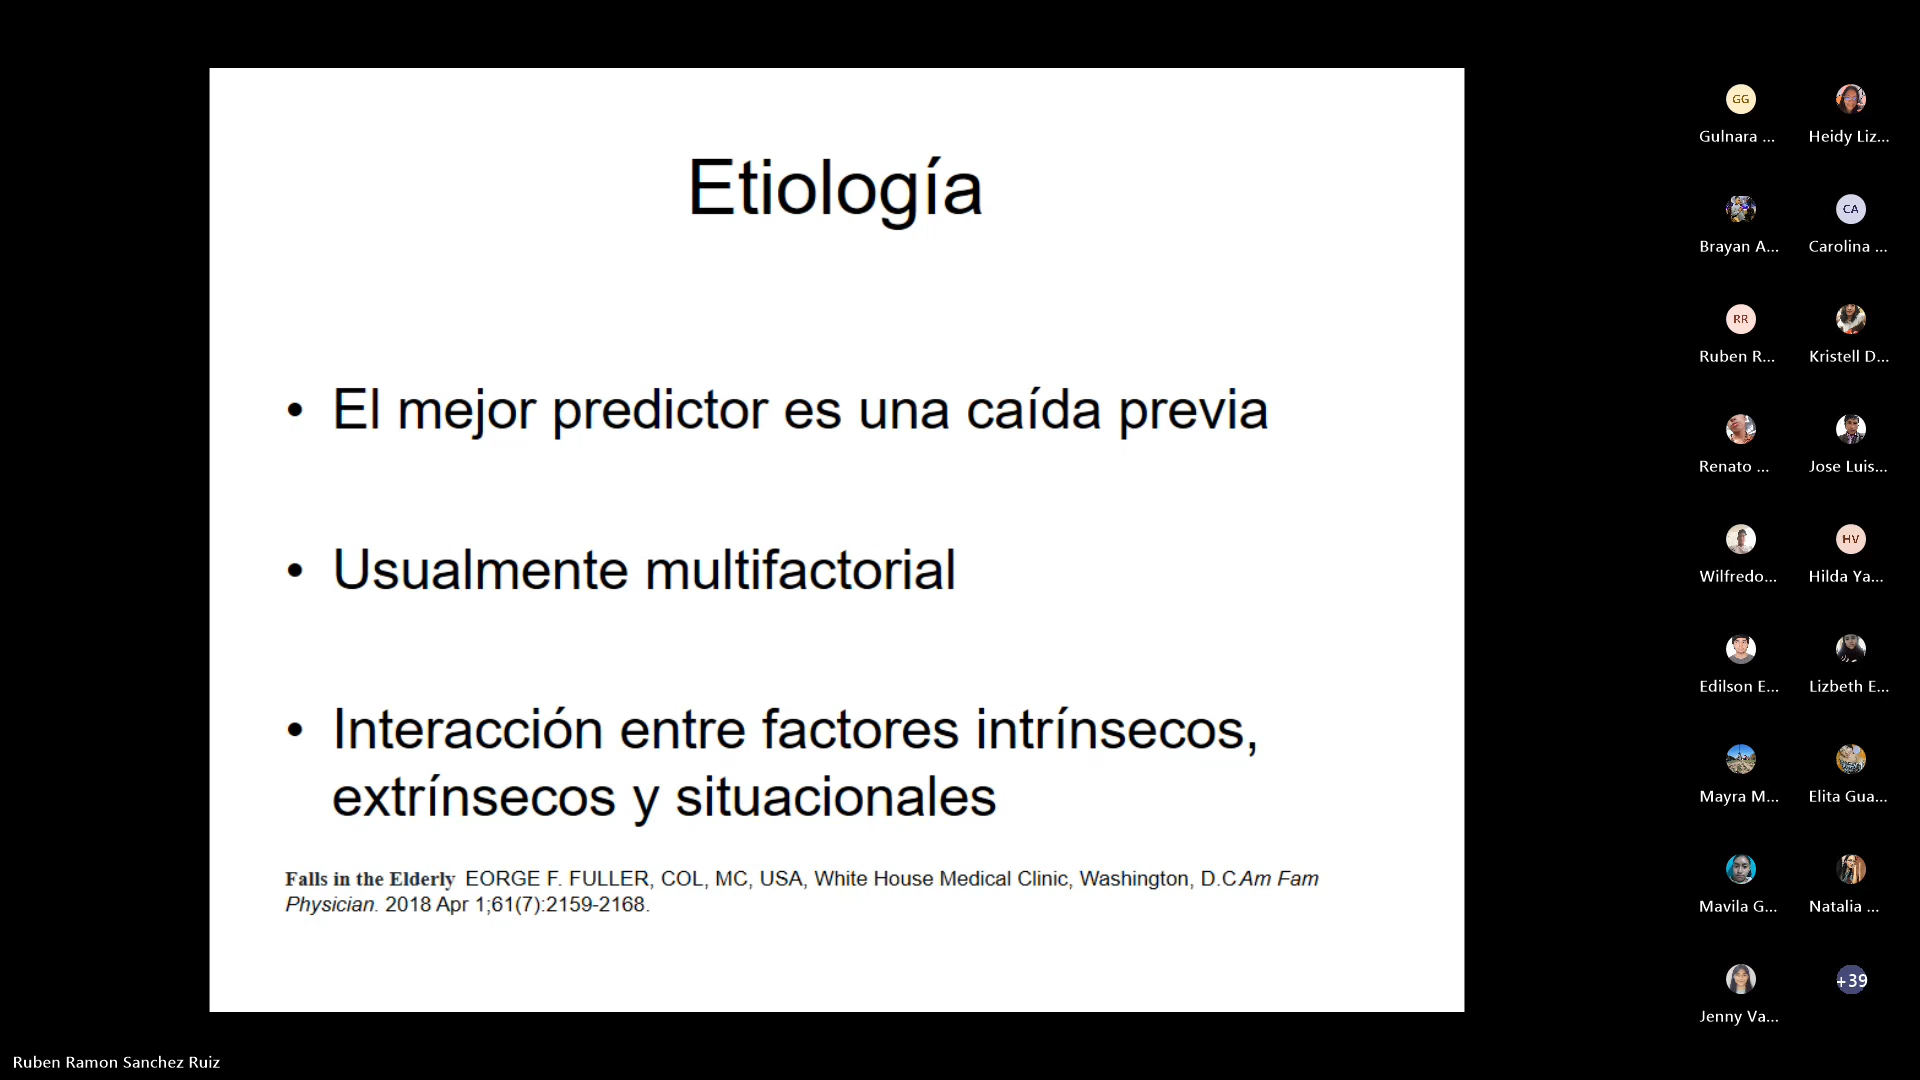 Etiología
• El mejor predictor es una caída previa
• Usualmente multifactorial
• Interacción entre factores intrínsecos,
extrínsecos y situacionales
Falls in the Elderly EORGE F. FULLER, COL, MC, USA, White House Medical Clinic, Washington, D.C Am Fam
Physician. 2018 Apr 1;61(7):2159-2168.
GG
Gulnara ...
Heidy Liz...
Brayan A...
CA
Carolina ...
RR
Ruben R...
Kristell D...
Renato ...
Jose Luis...
Wilfredo...
HV
Hilda Ya...
Edilson E...
Lizbeth E...
Mayra M...
Elita Gua...
Mavila G...
Natalia ...
Jenny Va...
+39
Ruben Ramon Sanchez Ruiz